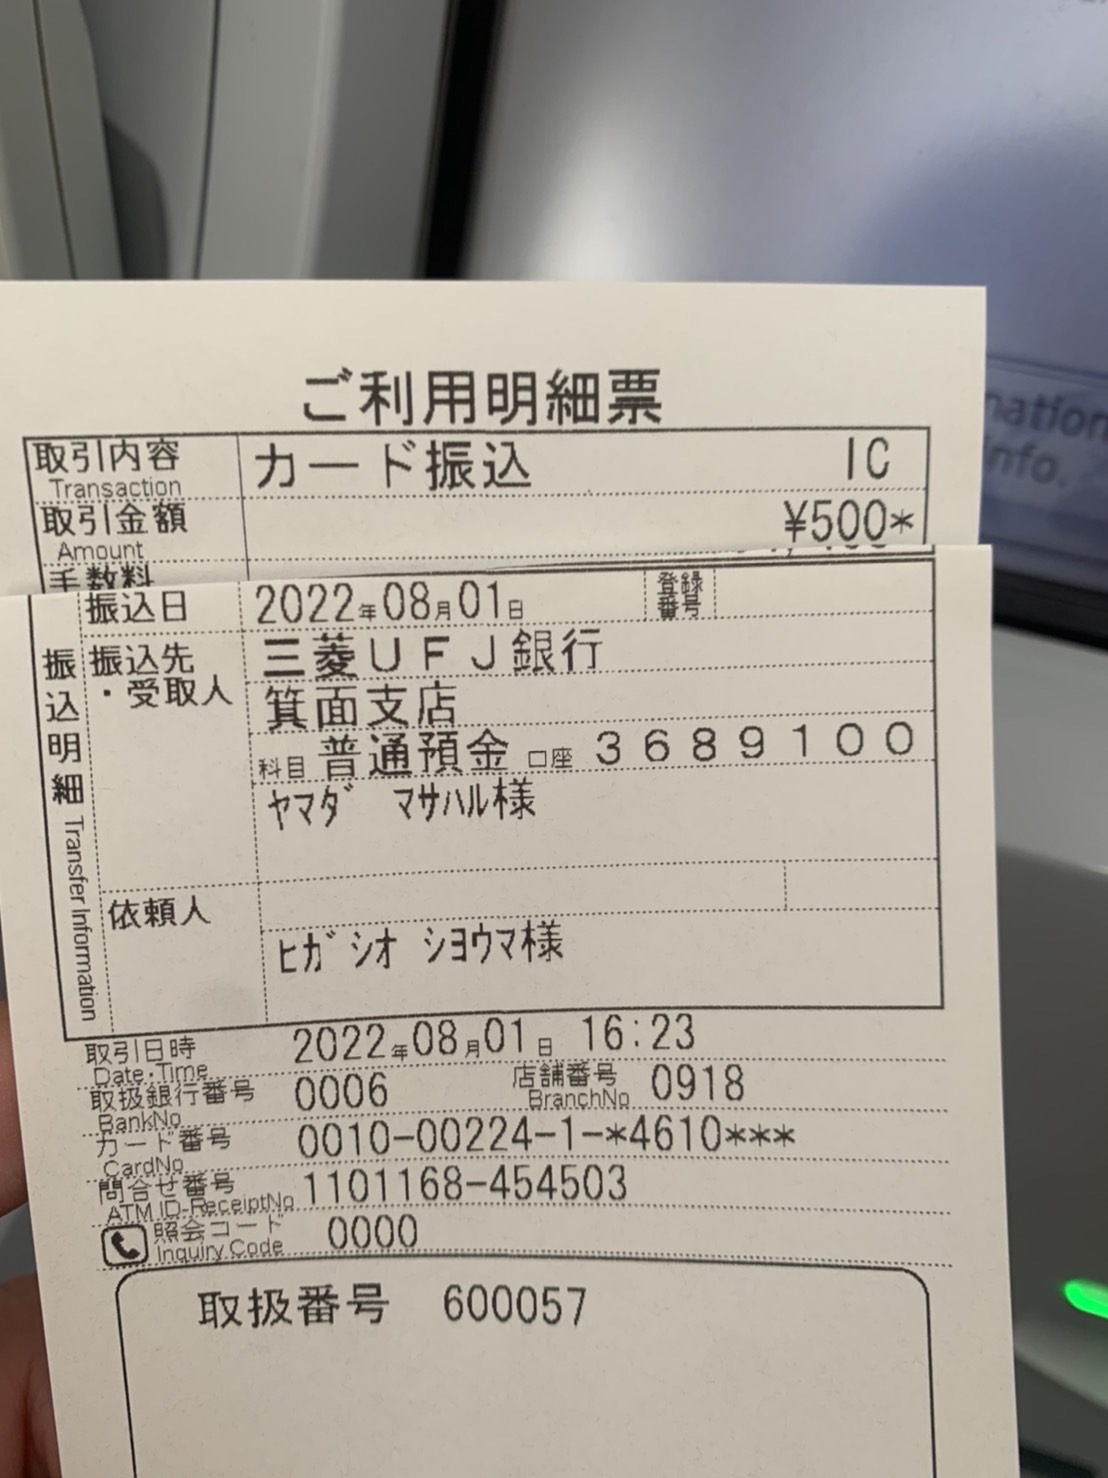 ご利用明細票
取引内容 カード振込 IC
Transaction
取引金額 ¥500*
Amount
手数料
振込日 2022年08月01日 登録番号
振込明細 Transfer Information
振込先・受取人 三菱UFJ銀行
箕面支店
科目 普通預金 口座 3689100
ヤマダ マサハル様
依頼人
ヒガシオ シヨウマ様
取引日時 2022年08月01日 16:23
Date・Time
取扱銀行番号 0006 店舗番号 0918
BankNo BranchNo
カード番号 0010-00224-1-*4610***
CardNo
問合せ番号 1101168-454503
ATM ID-ReceiptNo
照会コード 0000
Inquiry Code
取扱番号 600057
nation
info.